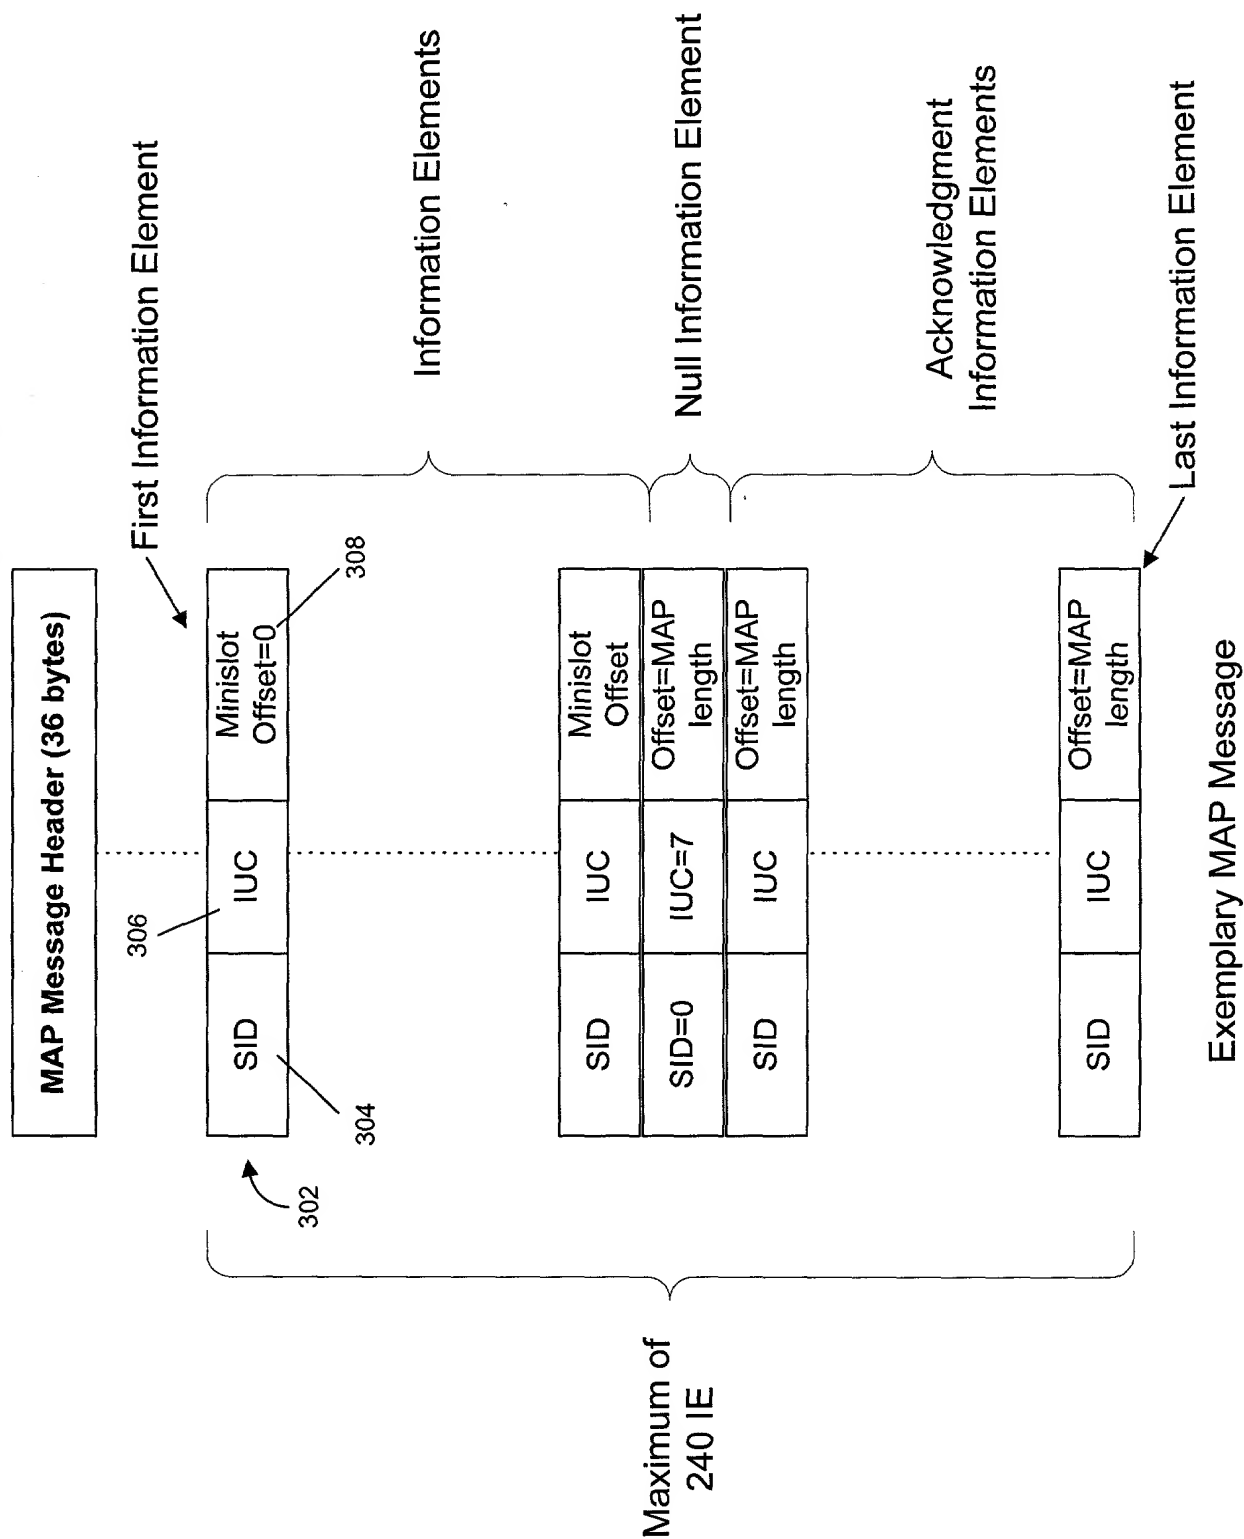 MAP Message Header (36 bytes)
First Information Element
302
304
306
308
SID
IUC
Minislot
Offset=0
Information Elements
SID
IUC
Minislot
Offset
SID=0
IUC=7
Offset=MAP
length
Null Information Element
SID
IUC
Offset=MAP
length
Acknowledgment
Information Elements
SID
IUC
Offset=MAP
length
Last Information Element
Maximum of
240 IE
Exemplary MAP Message